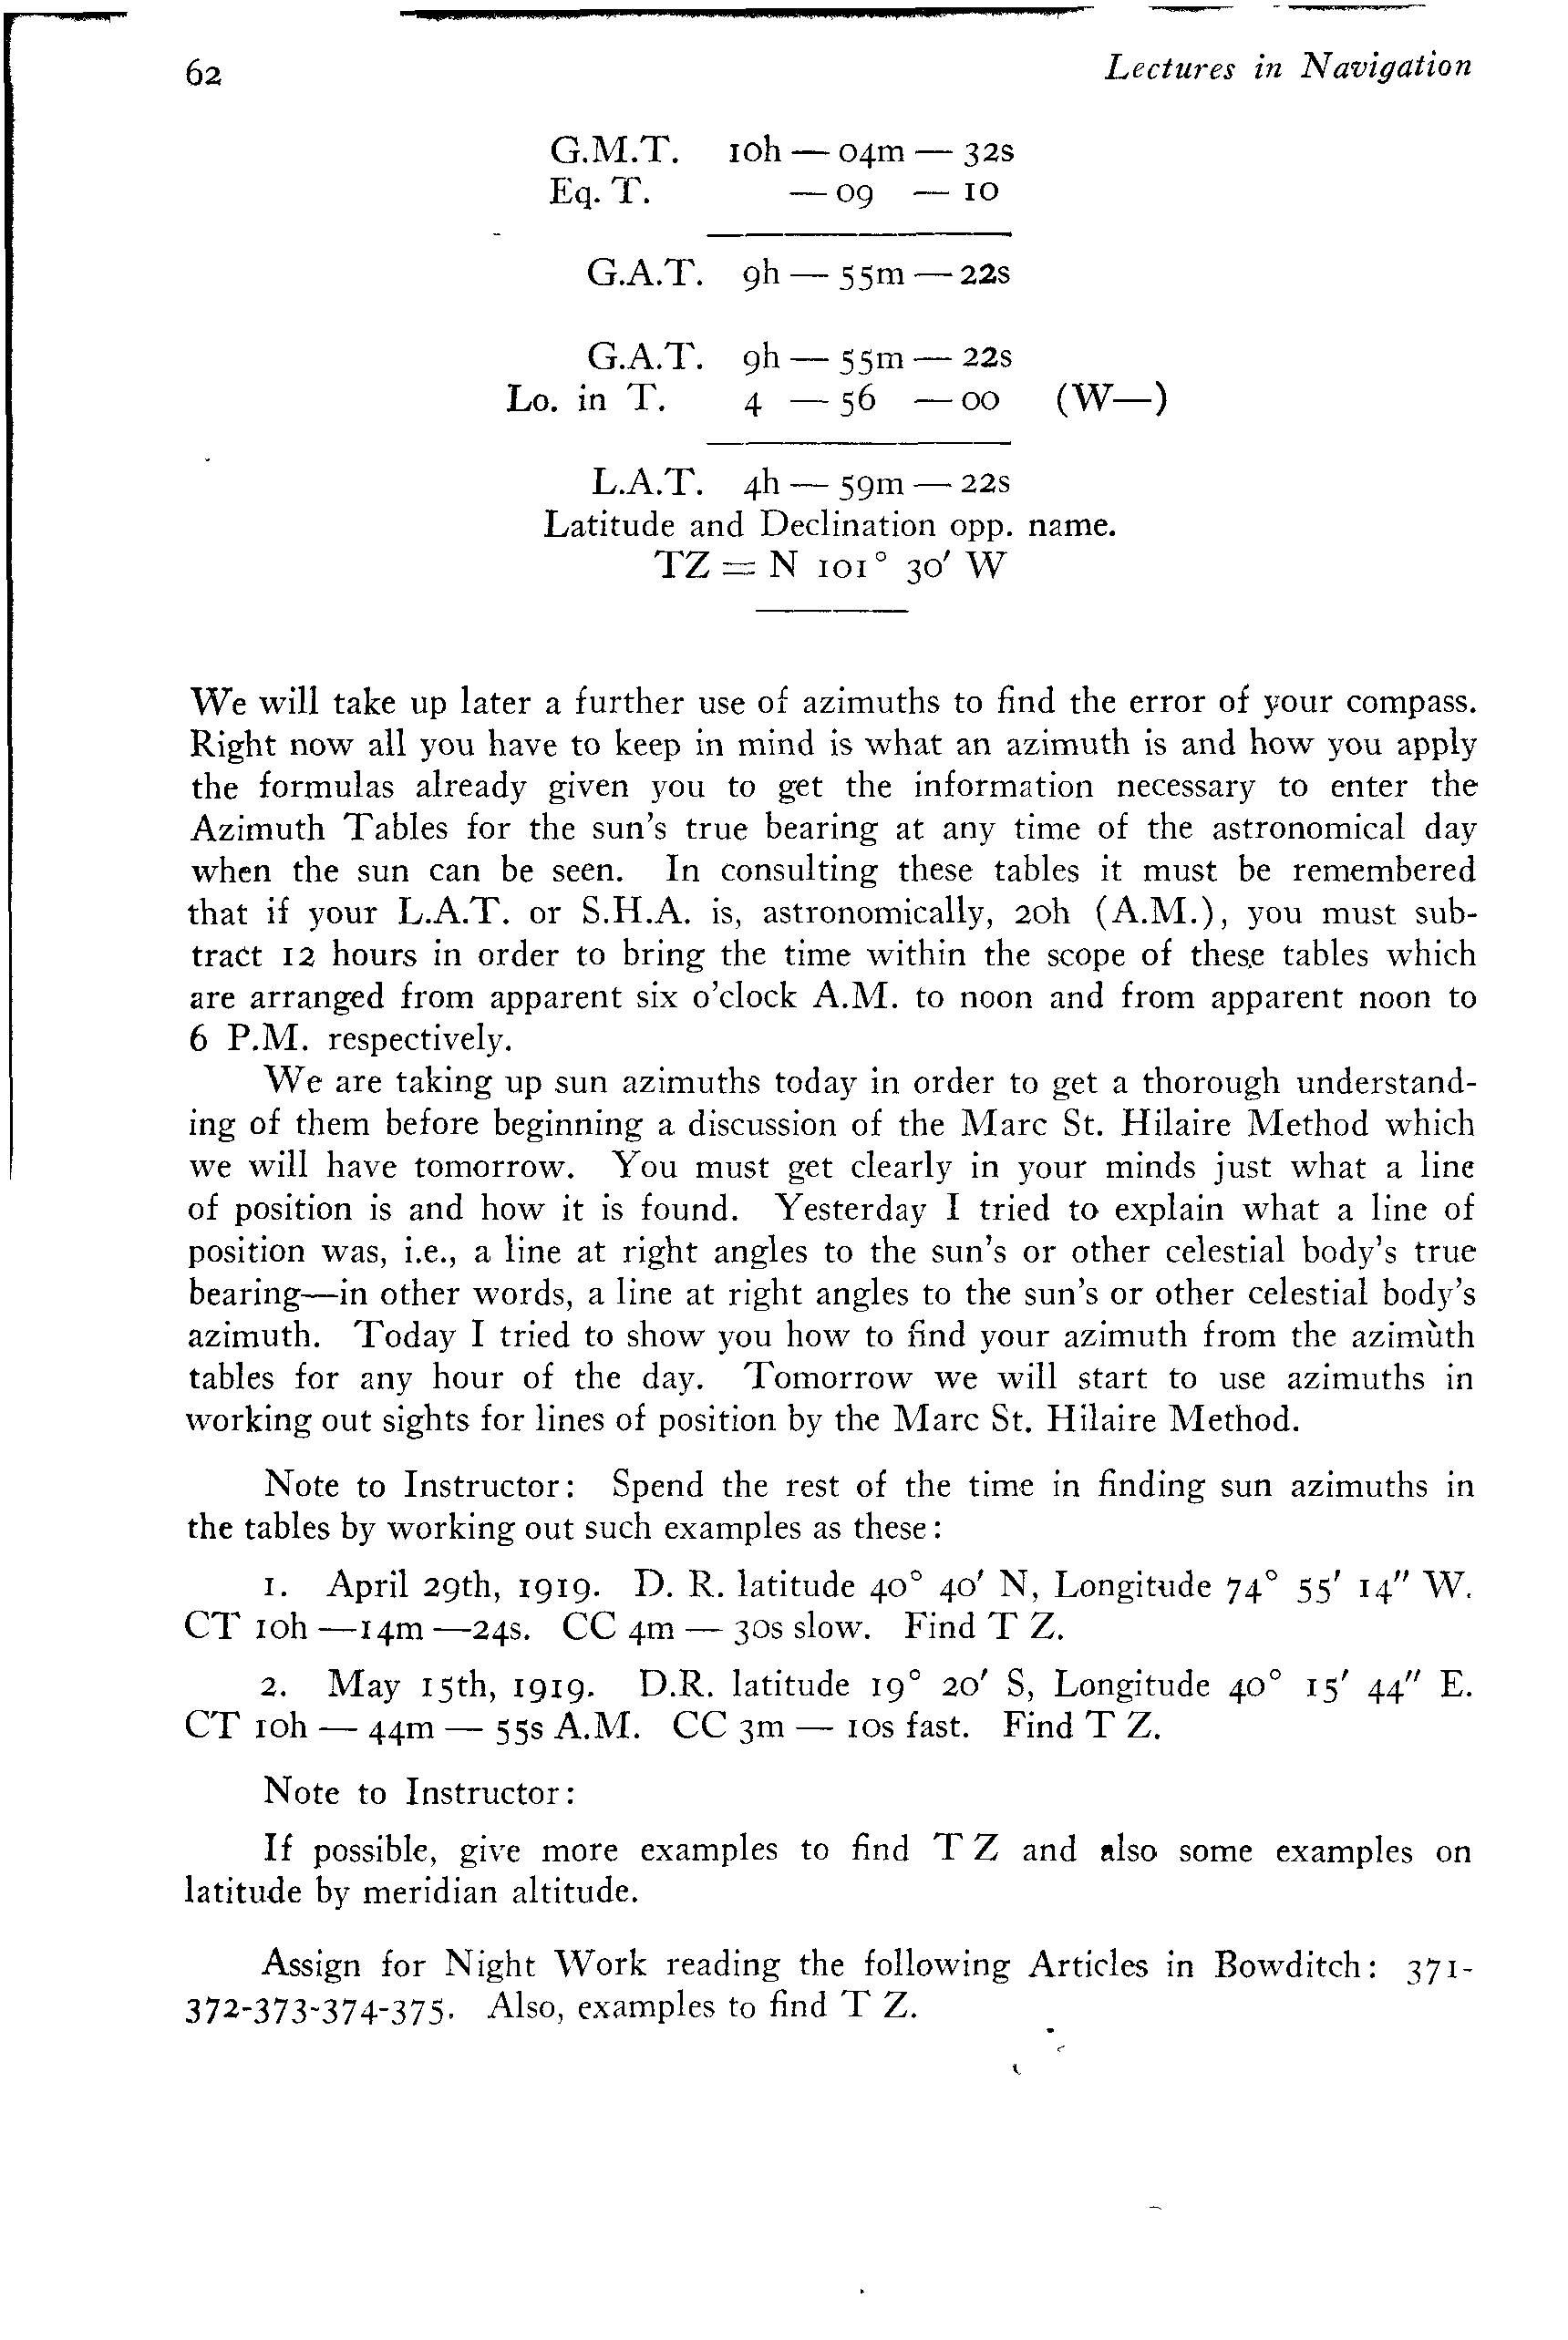 62 Lectures in Navigation
G.M.T. 10h — 04m — 32s
Eq. T. — 09 — 10
G.A.T. 9h — 55m — 22s
G.A.T. 9h — 55m — 22s
Lo. in T. 4 — 56 — 00 (W—)
L.A.T. 4h — 59m — 22s
Latitude and Declination opp. name.
TZ = N 101° 30′ W
We will take up later a further use of azimuths to find the error of your compass.
Right now all you have to keep in mind is what an azimuth is and how you apply
the formulas already given you to get the information necessary to enter the
Azimuth Tables for the sun's true bearing at any time of the astronomical day
when the sun can be seen. In consulting these tables it must be remembered
that if your L.A.T. or S.H.A. is, astronomically, 20h (A.M.), you must sub-
tract 12 hours in order to bring the time within the scope of these tables which
are arranged from apparent six o'clock A.M. to noon and from apparent noon to
6 P.M. respectively.
We are taking up sun azimuths today in order to get a thorough understand-
ing of them before beginning a discussion of the Marc St. Hilaire Method which
we will have tomorrow. You must get clearly in your minds just what a line
of position is and how it is found. Yesterday I tried to explain what a line of
position was, i.e., a line at right angles to the sun's or other celestial body's true
bearing—in other words, a line at right angles to the sun's or other celestial body's
azimuth. Today I tried to show you how to find your azimuth from the azimuth
tables for any hour of the day. Tomorrow we will start to use azimuths in
working out sights for lines of position by the Marc St. Hilaire Method.
Note to Instructor: Spend the rest of the time in finding sun azimuths in
the tables by working out such examples as these:
1. April 29th, 1919. D. R. latitude 40° 40′ N, Longitude 74° 55′ 14″ W.
CT 10h —14m —24s. CC 4m — 30s slow. Find T Z.
2. May 15th, 1919. D.R. latitude 19° 20′ S, Longitude 40° 15′ 44″ E.
CT 10h — 44m — 55s A.M. CC 3m — 10s fast. Find T Z.
Note to Instructor:
If possible, give more examples to find T Z and also some examples on
latitude by meridian altitude.
Assign for Night Work reading the following Articles in Bowditch: 371-
372-373-374-375. Also, examples to find T Z.